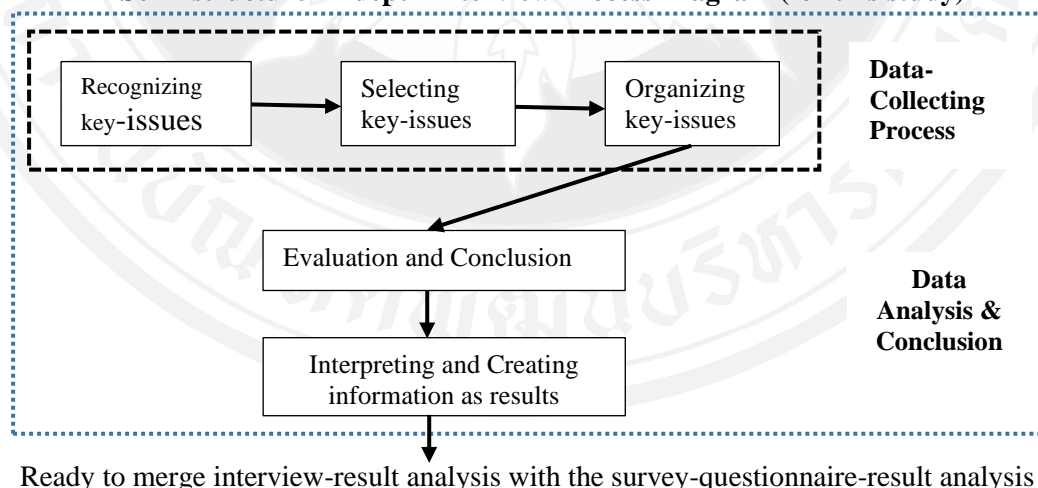 Recognizing
key-issues
Selecting
key-issues
Organizing
key-issues
Data-
Collecting
Process
Evaluation and Conclusion
Data
Analysis &
Conclusion
Interpreting and Creating
information as results
Ready to merge interview-result analysis with the survey-questionnaire-result analysis